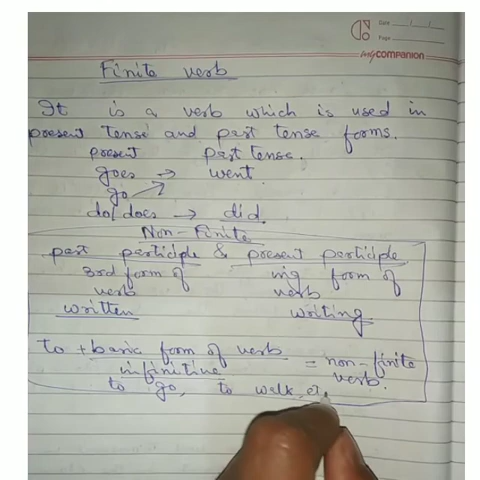 Date
Page
mycompanion
Finite verb
It is a verb which is used in
present tense and past tense forms.
present past tense.
goes → went.
go
do/does → did.
Non-Finite
past participle & present participle
3rd form of ing form of
verb verb
written writing
to + basic form of verb = non-finite
infinitive verb.
to go, to walk,